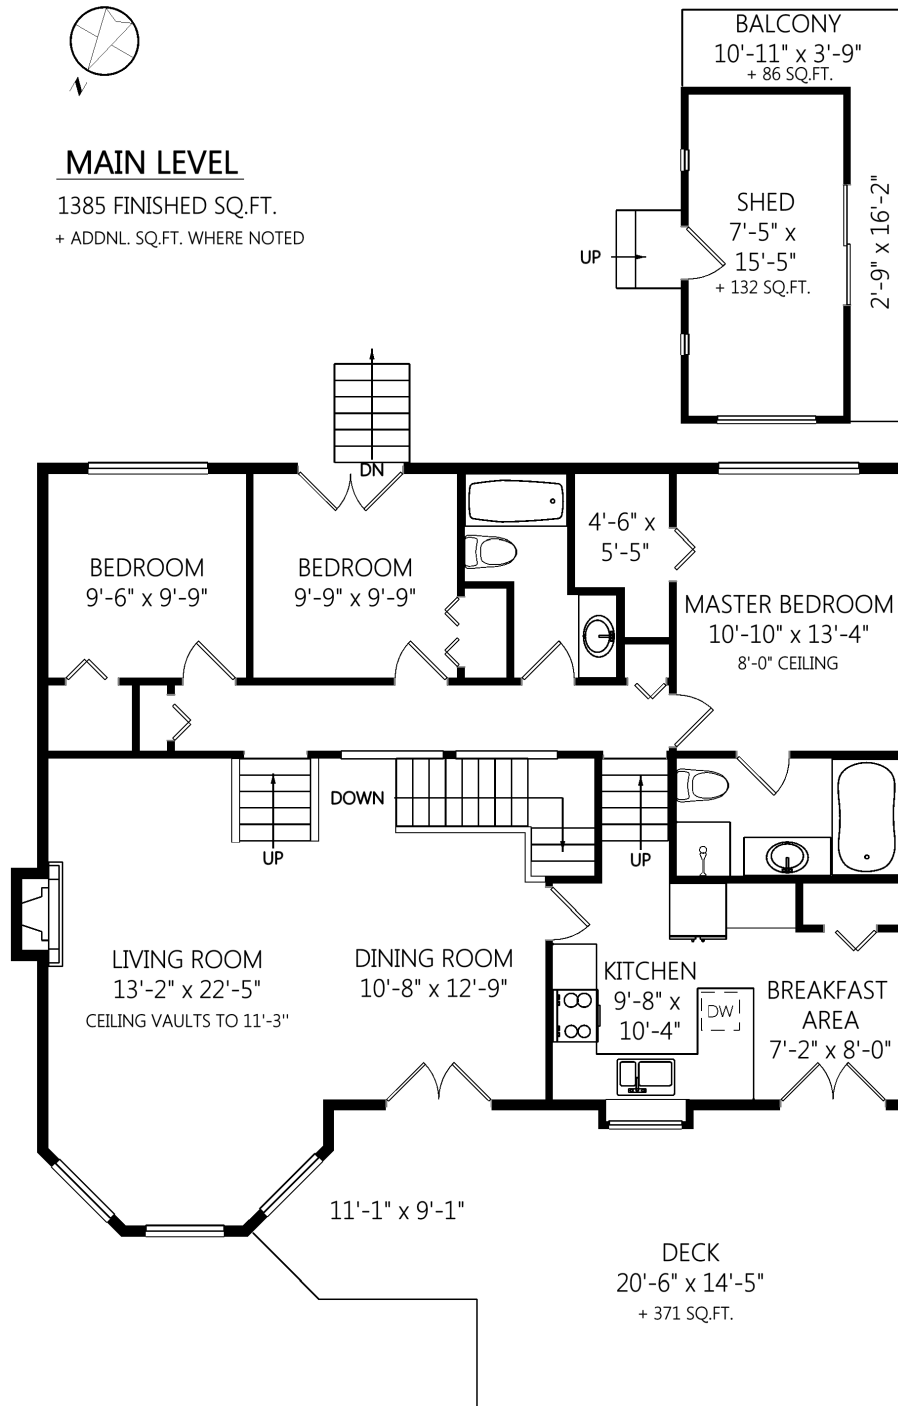 BALCONY
10'-11" x 3'-9"
+ 86 SQ.FT.
N
MAIN LEVEL
1385 FINISHED SQ.FT.
+ ADDNL. SQ.FT. WHERE NOTED
SHED
7'-5" x
15'-5"
+ 132 SQ.FT.
2'-9" x 16'-2"
UP
DN
4'-6" x
5'-5"
BEDROOM
9'-6" x 9'-9"
BEDROOM
9'-9" x 9'-9"
MASTER BEDROOM
10'-10" x 13'-4"
8'-0" CEILING
DOWN
UP
UP
LIVING ROOM
13'-2" x 22'-5"
CEILING VAULTS TO 11'-3"
DINING ROOM
10'-8" x 12'-9"
KITCHEN
9'-8" x
10'-4"
DW
BREAKFAST
AREA
7'-2" x 8'-0"
11'-1" x 9'-1"
DECK
20'-6" x 14'-5"
+ 371 SQ.FT.